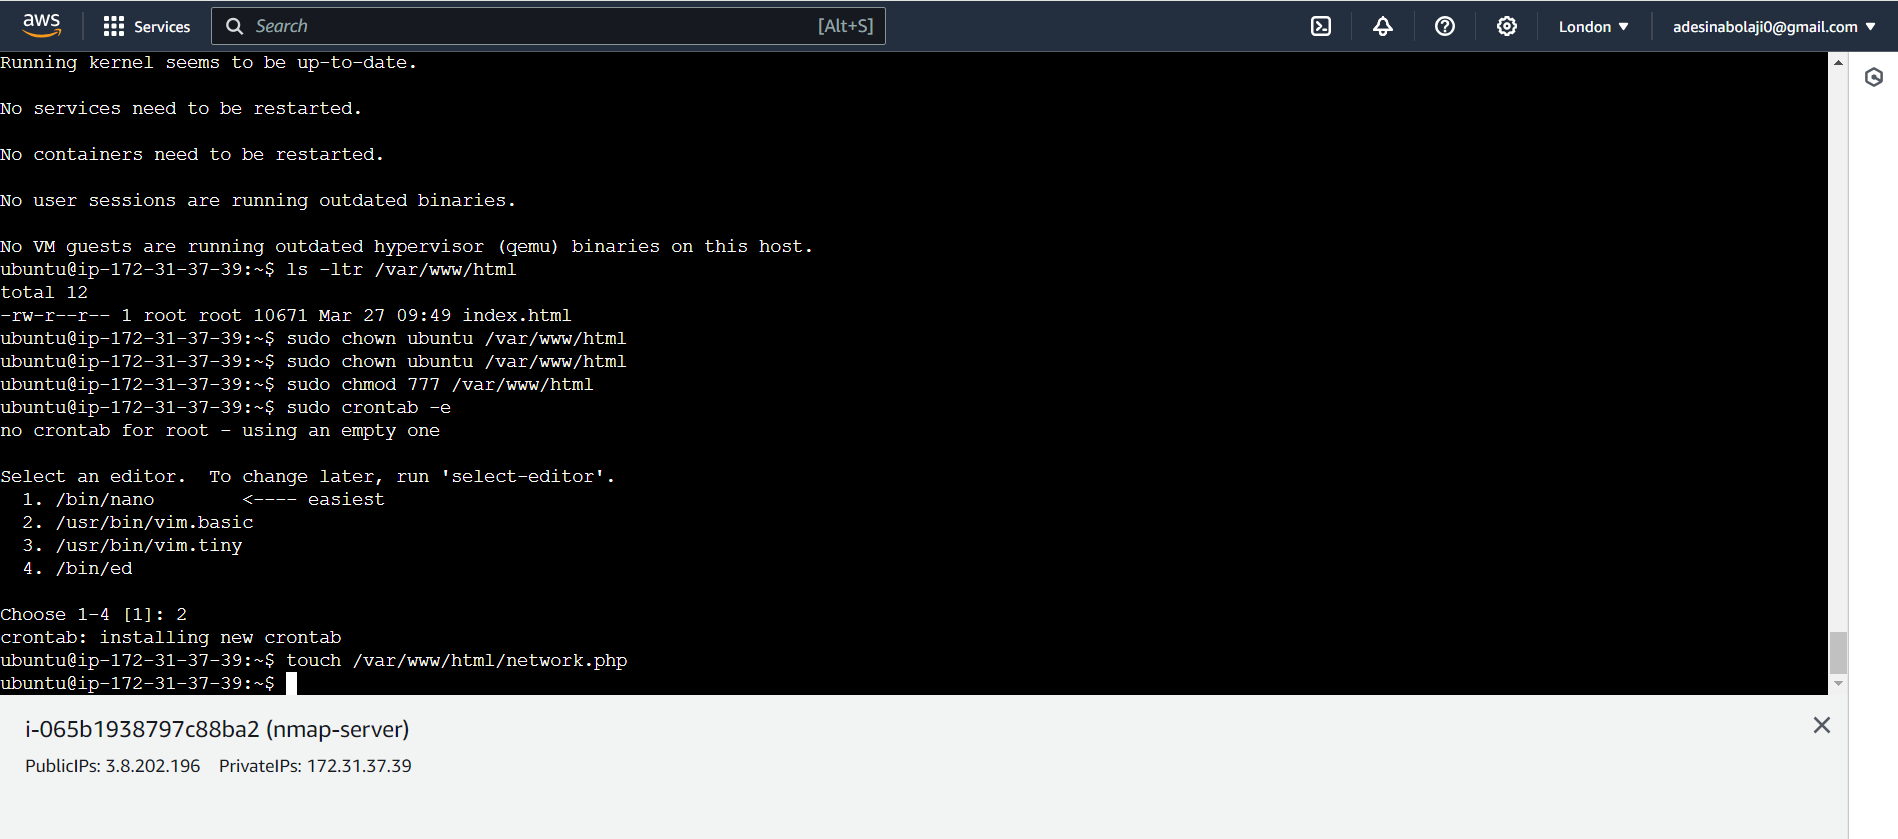 aws Services Search [Alt+S] London ▼ adesinabolaji0@gmail.com ▼
Running kernel seems to be up-to-date.
No services need to be restarted.
No containers need to be restarted.
No user sessions are running outdated binaries.
No VM guests are running outdated hypervisor (qemu) binaries on this host.
ubuntu@ip-172-31-37-39:~$ ls -ltr /var/www/html
total 12
-rw-r--r-- 1 root root 10671 Mar 27 09:49 index.html
ubuntu@ip-172-31-37-39:~$ sudo chown ubuntu /var/www/html
ubuntu@ip-172-31-37-39:~$ sudo chown ubuntu /var/www/html
ubuntu@ip-172-31-37-39:~$ sudo chmod 777 /var/www/html
ubuntu@ip-172-31-37-39:~$ sudo crontab -e
no crontab for root - using an empty one
Select an editor.  To change later, run 'select-editor'.
  1. /bin/nano        <---- easiest
  2. /usr/bin/vim.basic
  3. /usr/bin/vim.tiny
  4. /bin/ed
Choose 1-4 [1]: 2
crontab: installing new crontab
ubuntu@ip-172-31-37-39:~$ touch /var/www/html/network.php
ubuntu@ip-172-31-37-39:~$
i-065b1938797c88ba2 (nmap-server)
PublicIPs: 3.8.202.196 PrivateIPs: 172.31.37.39